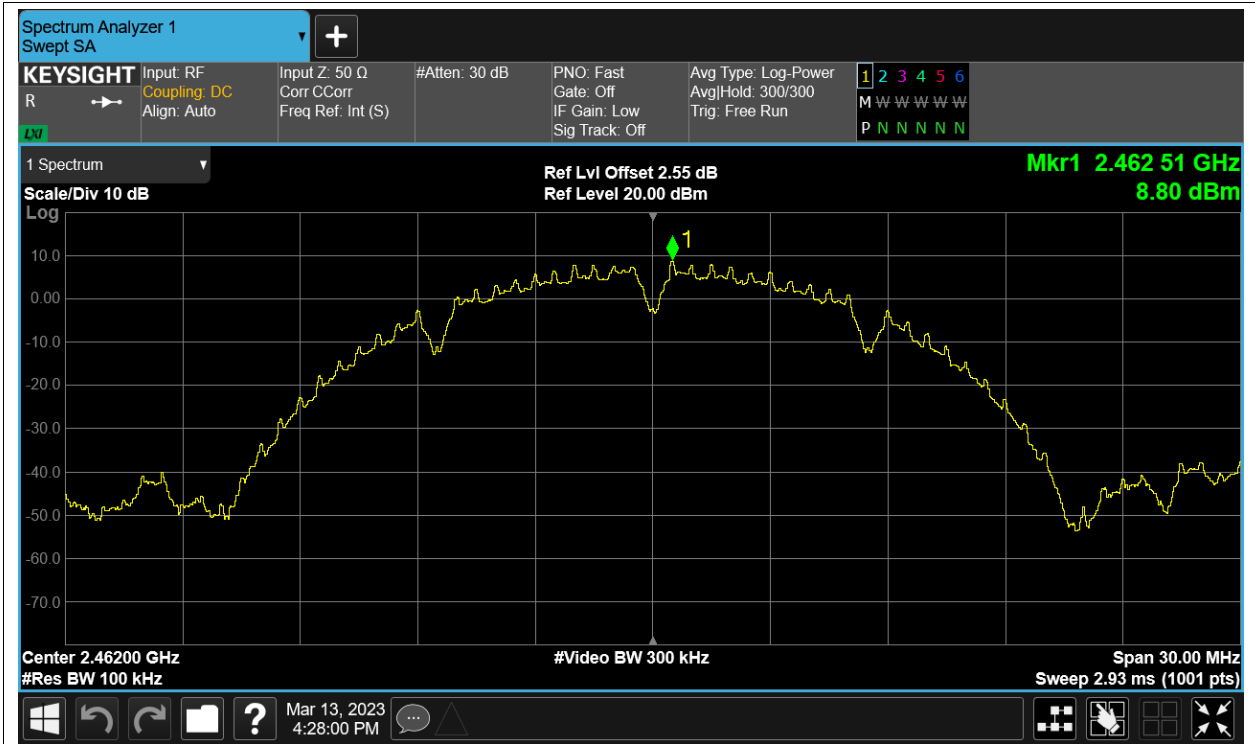 Spectrum Analyzer 1
Swept SA
KEYSIGHT
R
LXI
Input: RF
Coupling: DC
Align: Auto
Input Z: 50 Ω
Corr CCorr
Freq Ref: Int (S)
#Atten: 30 dB
PNO: Fast
Gate: Off
IF Gain: Low
Sig Track: Off
Avg Type: Log-Power
Avg|Hold: 300/300
Trig: Free Run
1 2 3 4 5 6
M W W W W W
P N N N N N
1 Spectrum
Scale/Div 10 dB
Log
Ref Lvl Offset 2.55 dB
Ref Level 20.00 dBm
Mkr1 2.462 51 GHz
8.80 dBm
1
10.0
0.00
-10.0
-20.0
-30.0
-40.0
-50.0
-60.0
-70.0
Center 2.46200 GHz
#Res BW 100 kHz
#Video BW 300 kHz
Span 30.00 MHz
Sweep 2.93 ms (1001 pts)
?
Mar 13, 2023
4:28:00 PM